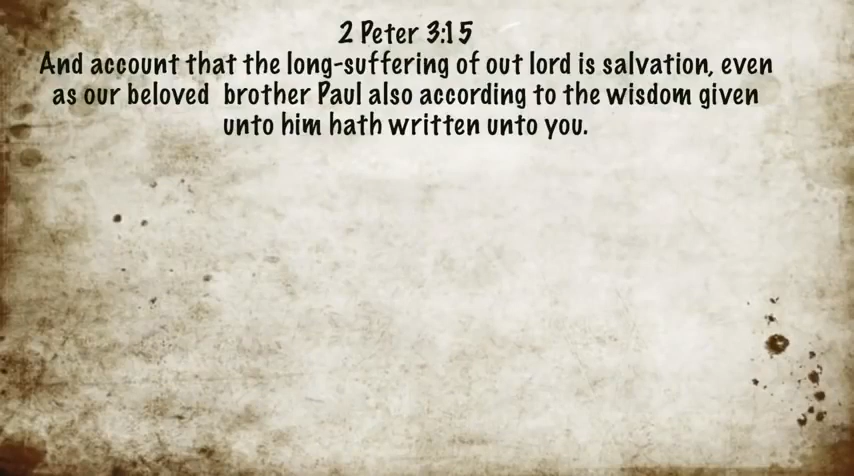 2 Peter 3:15
And account that the long-suffering of out lord is salvation, even
as our beloved  brother Paul also according to the wisdom given
unto him hath written unto you.